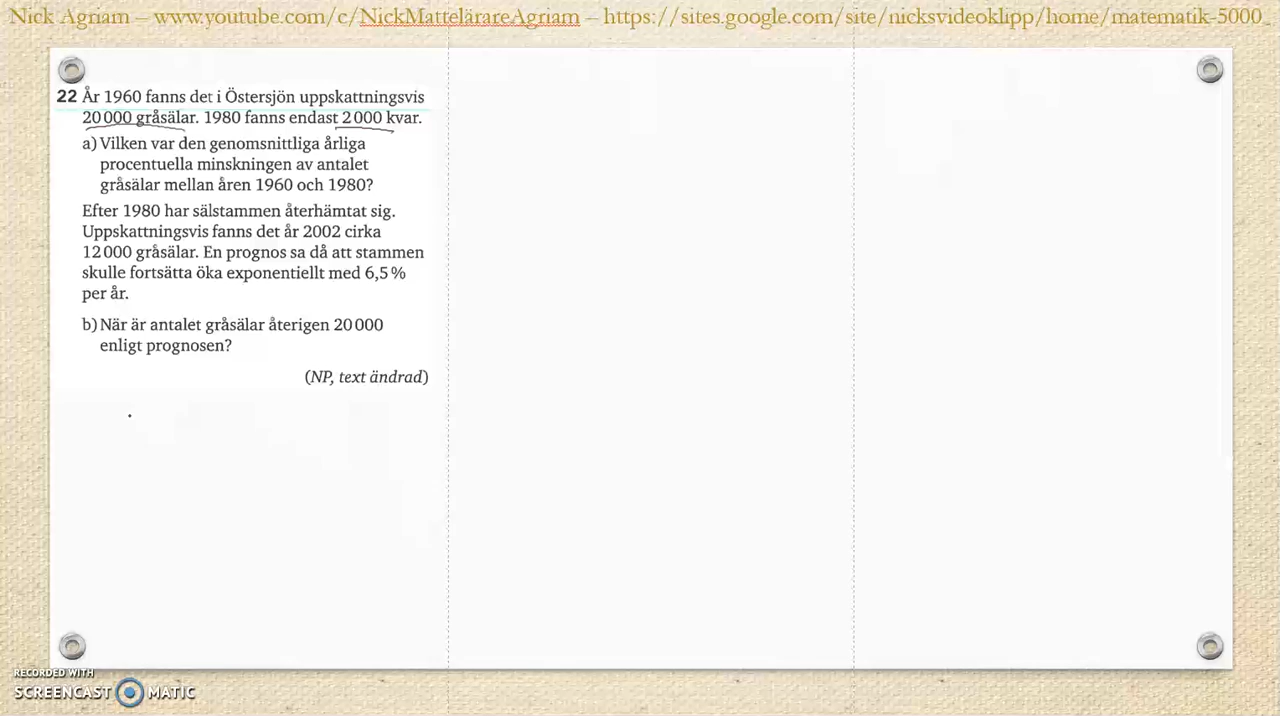 Nick Agriam – www.youtube.com/c/NickMattelärareAgriam – https://sites.google.com/site/nicksvideoklipp/home/matematik-5000
22 År 1960 fanns det i Östersjön uppskattningsvis
20 000 gråsälar. 1980 fanns endast 2 000 kvar.
a) Vilken var den genomsnittliga årliga
procentuella minskningen av antalet
gråsälar mellan åren 1960 och 1980?
Efter 1980 har sälstammen återhämtat sig.
Uppskattningsvis fanns det år 2002 cirka
12 000 gråsälar. En prognos sa då att stammen
skulle fortsätta öka exponentiellt med 6,5 %
per år.
b) När är antalet gråsälar återigen 20 000
enligt prognosen?
(NP, text ändrad)
RECORDED WITH
SCREENCAST MATIC